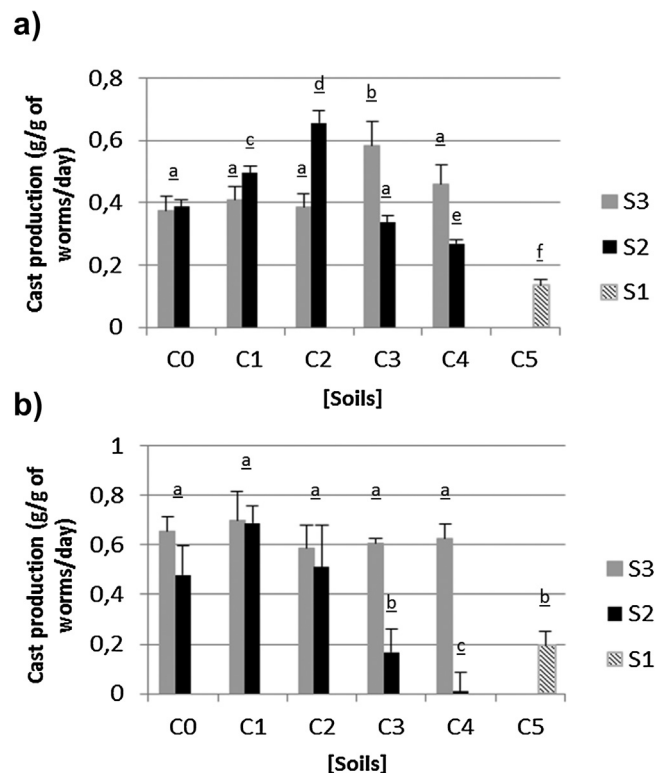 a)
Cast production (g/g of
worms/day)
0,8
0,6
0,4
0,2
0
a
a
c
a
d
b
a
a
e
f
C0 C1 C2 C3 C4 C5
[Soils]
S3
S2
S1
b)
Cast production (g/g of
worms/day)
1
0,8
0,6
0,4
0,2
0
a
a
a
a
b
a
c
b
C0 C1 C2 C3 C4 C5
[Soils]
S3
S2
S1